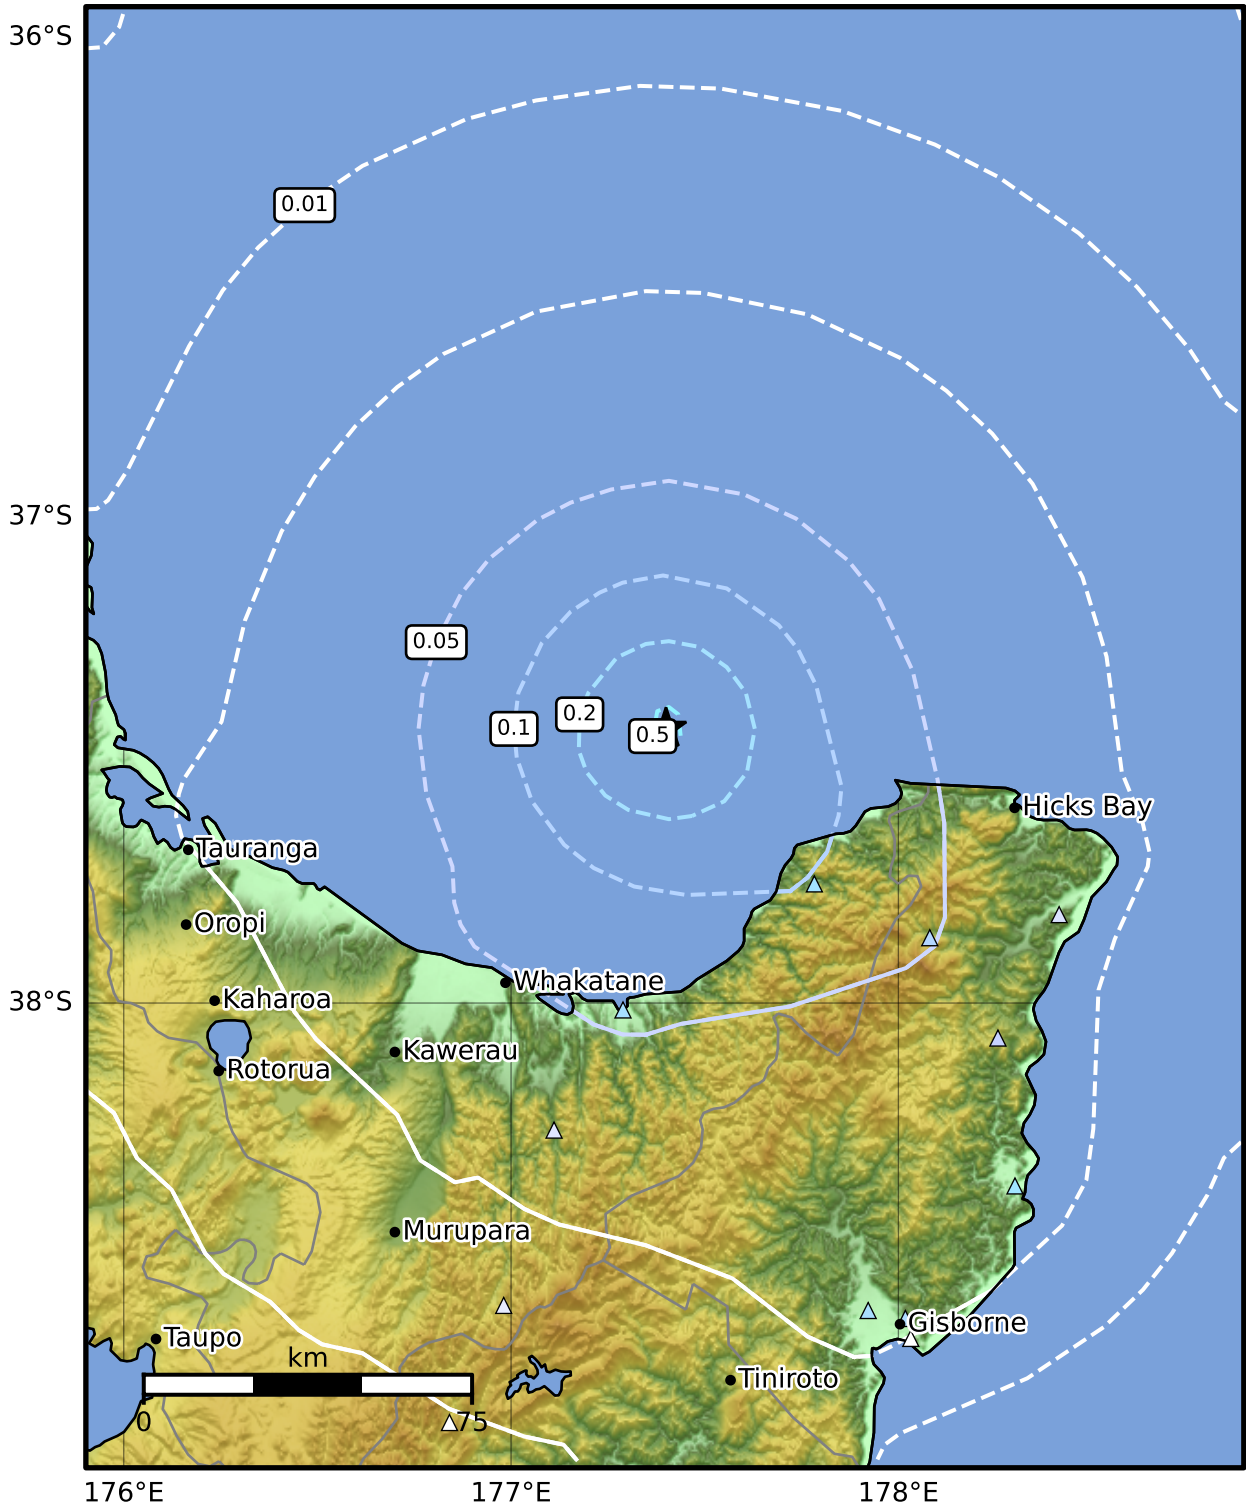 36°S
0.01
37°S
0.05
0.2
0.1
0.5
Hicks Bay
Tauranga
Oropi
Whakatane
38°S
Kaharoa
Kawerau
Rotorua
Murupara
Gisborne
Taupo
km
Tiniroto
0
75
176°E
177°E
178°E